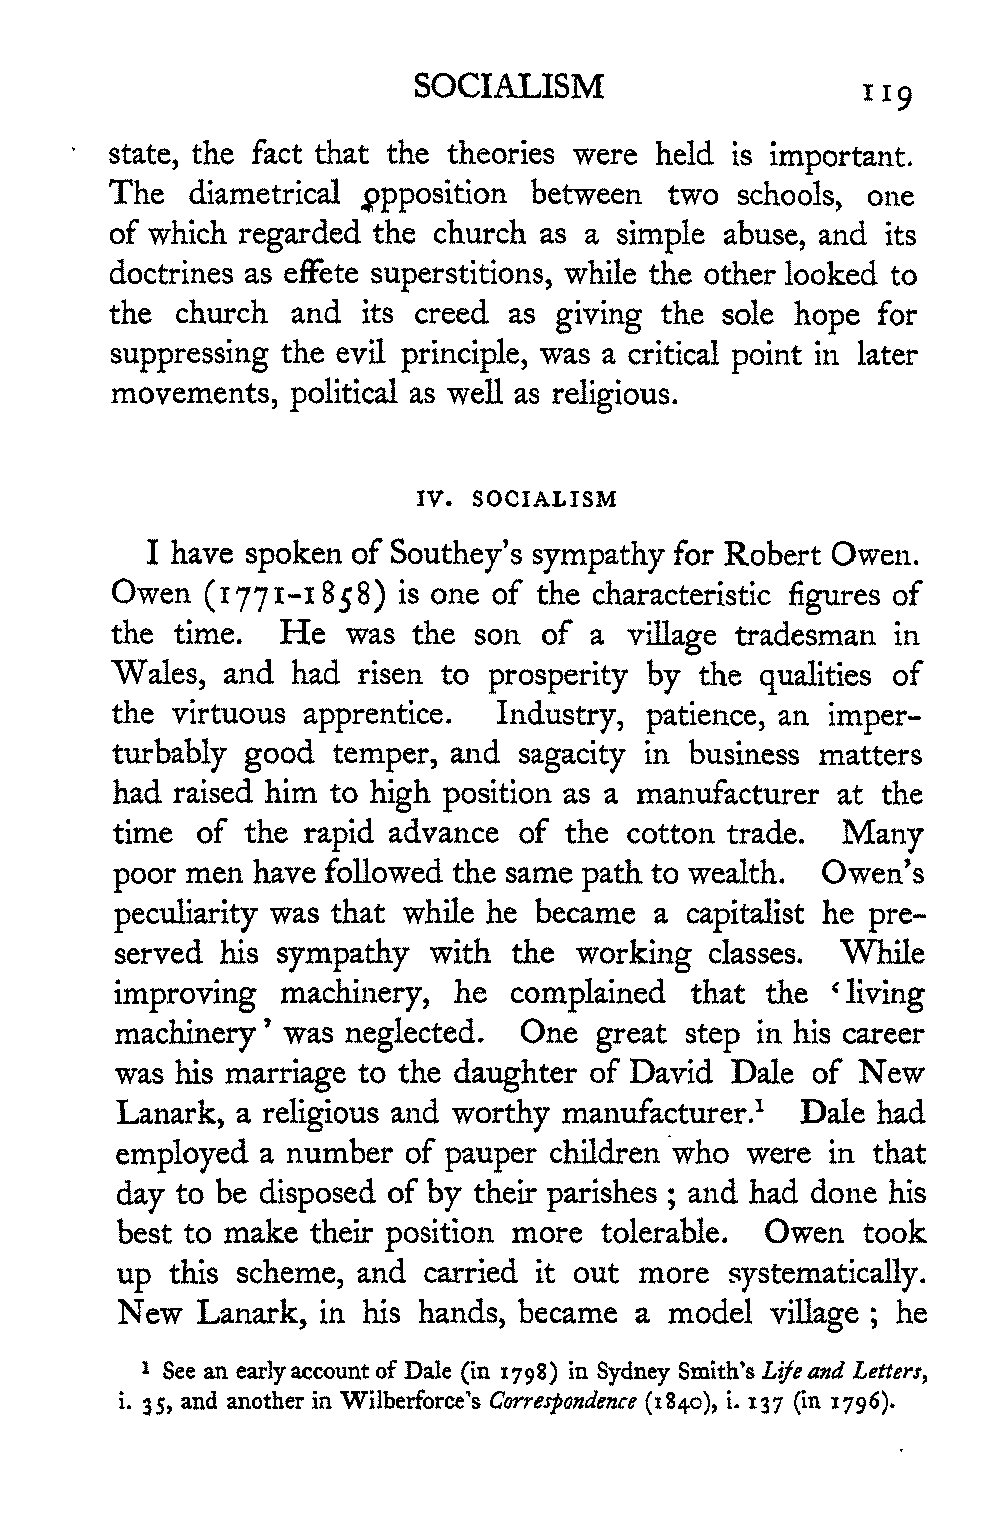 SOCIALISM 119
state, the fact that the theories were held is important.
The diametrical opposition between two schools, one
of which regarded the church as a simple abuse, and its
doctrines as effete superstitions, while the other looked to
the church and its creed as giving the sole hope for
suppressing the evil principle, was a critical point in later
movements, political as well as religious.
IV. SOCIALISM
I have spoken of Southey's sympathy for Robert Owen.
Owen (1771-1858) is one of the characteristic figures of
the time. He was the son of a village tradesman in
Wales, and had risen to prosperity by the qualities of
the virtuous apprentice. Industry, patience, an imper-
turbably good temper, and sagacity in business matters
had raised him to high position as a manufacturer at the
time of the rapid advance of the cotton trade. Many
poor men have followed the same path to wealth. Owen's
peculiarity was that while he became a capitalist he pre-
served his sympathy with the working classes. While
improving machinery, he complained that the ‘living
machinery’ was neglected. One great step in his career
was his marriage to the daughter of David Dale of New
Lanark, a religious and worthy manufacturer.¹ Dale had
employed a number of pauper children who were in that
day to be disposed of by their parishes ; and had done his
best to make their position more tolerable. Owen took
up this scheme, and carried it out more systematically.
New Lanark, in his hands, became a model village ; he
¹ See an early account of Dale (in 1798) in Sydney Smith's Life and Letters,
i. 35, and another in Wilberforce's Correspondence (1840), i. 137 (in 1796).